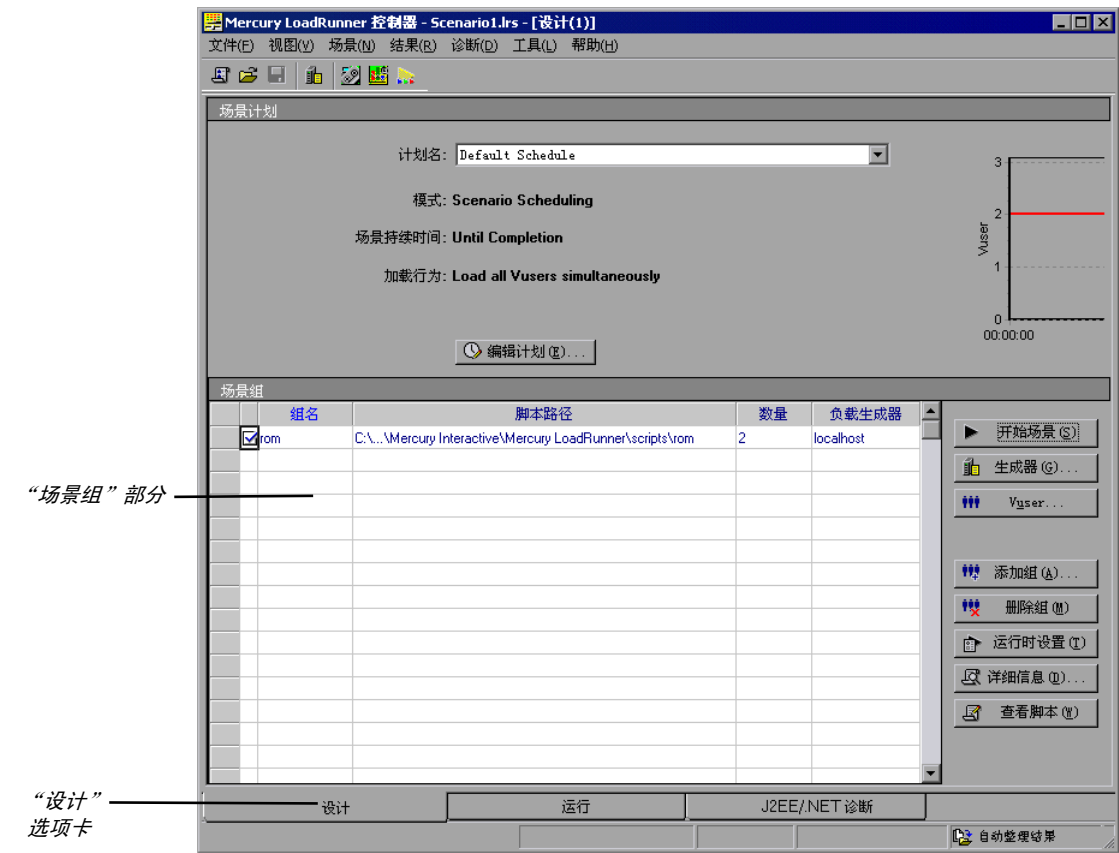 Mercury LoadRunner 控制器 - Scenario1.lrs - [设计(1)]
文件(F) 视图(V) 场景(N) 结果(R) 诊断(D) 工具(L) 帮助(H)
场景计划
计划名: Default Schedule
模式: Scenario Scheduling
场景持续时间: Until Completion
加载行为: Load all Vusers simultaneously
编辑计划(E)...
Vuser
3
2
1
0
00:00:00
场景组
组名 脚本路径 数量 负载生成器
rom C:\...\Mercury Interactive\Mercury LoadRunner\scripts\rom 2 localhost
开始场景(S)
生成器(G)...
Vuser...
添加组(A)...
删除组(M)
运行时设置(T)
详细信息(D)...
查看脚本(W)
“场景组”部分
“设计”
选项卡
设计 运行 J2EE/.NET 诊断
自动整理结果